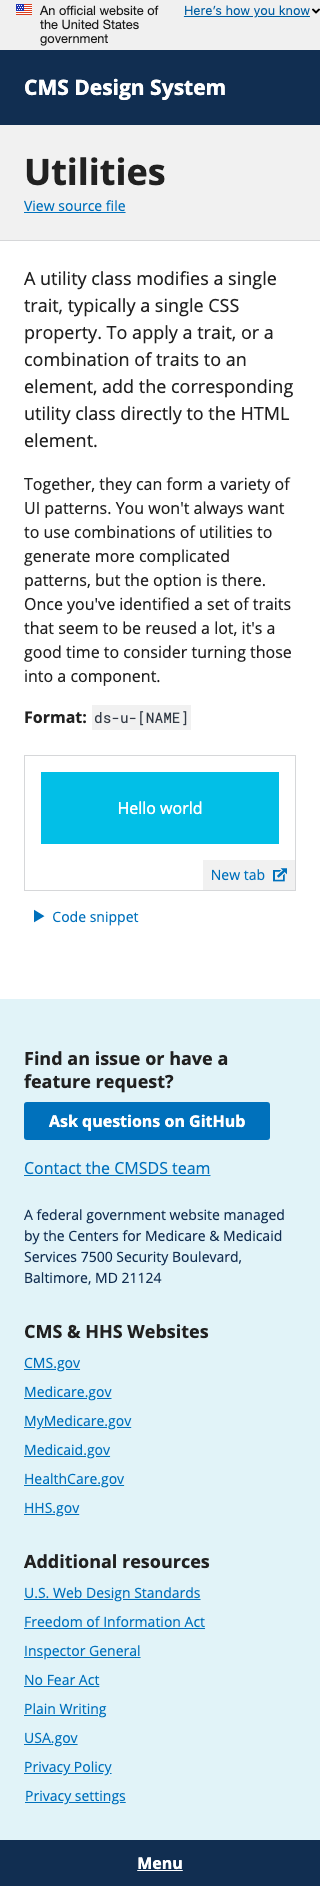 An official website of
the United States
government
Here's how you know
CMS Design System
Utilities
View source file
A utility class modifies a single
trait, typically a single CSS
property. To apply a trait, or a
combination of traits to an
element, add the corresponding
utility class directly to the HTML
element.
Together, they can form a variety of
UI patterns. You won't always want
to use combinations of utilities to
generate more complicated
patterns, but the option is there.
Once you've identified a set of traits
that seem to be reused a lot, it's a
good time to consider turning those
into a component.
Format: ds-u-[NAME]
Hello world
New tab
Code snippet
Find an issue or have a
feature request?
Ask questions on GitHub
Contact the CMSDS team
A federal government website managed
by the Centers for Medicare & Medicaid
Services 7500 Security Boulevard,
Baltimore, MD 21124
CMS & HHS Websites
CMS.gov
Medicare.gov
MyMedicare.gov
Medicaid.gov
HealthCare.gov
HHS.gov
Additional resources
U.S. Web Design Standards
Freedom of Information Act
Inspector General
No Fear Act
Plain Writing
USA.gov
Privacy Policy
Privacy settings
Menu